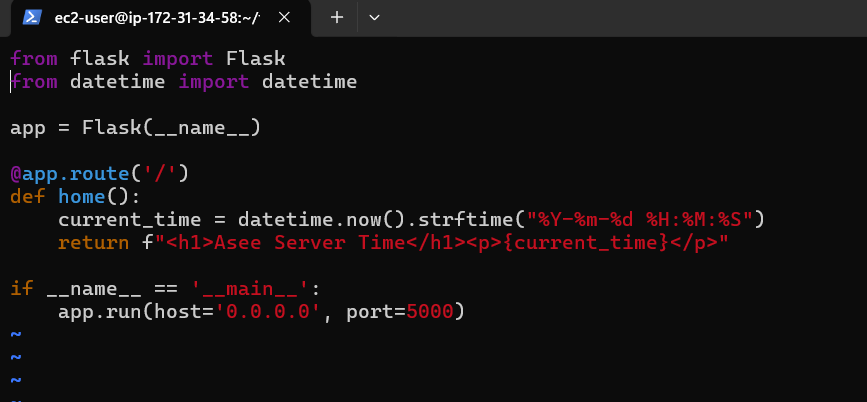 ec2-user@ip-172-31-34-58:~/
from flask import Flask
from datetime import datetime
app = Flask(__name__)
@app.route('/')
def home():
    current_time = datetime.now().strftime("%Y-%m-%d %H:%M:%S")
    return f"<h1>Asee Server Time</h1><p>{current_time}</p>"
if __name__ == '__main__':
    app.run(host='0.0.0.0', port=5000)
~
~
~